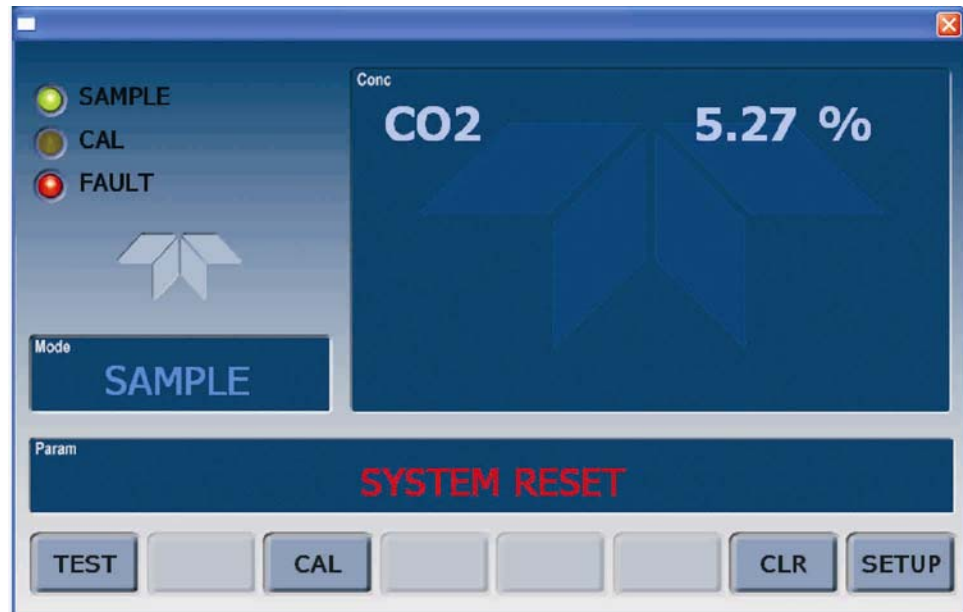 SAMPLE
CAL
FAULT
Conc
CO2 5.27 %
Mode
SAMPLE
Param
SYSTEM RESET
TEST CAL CLR SETUP